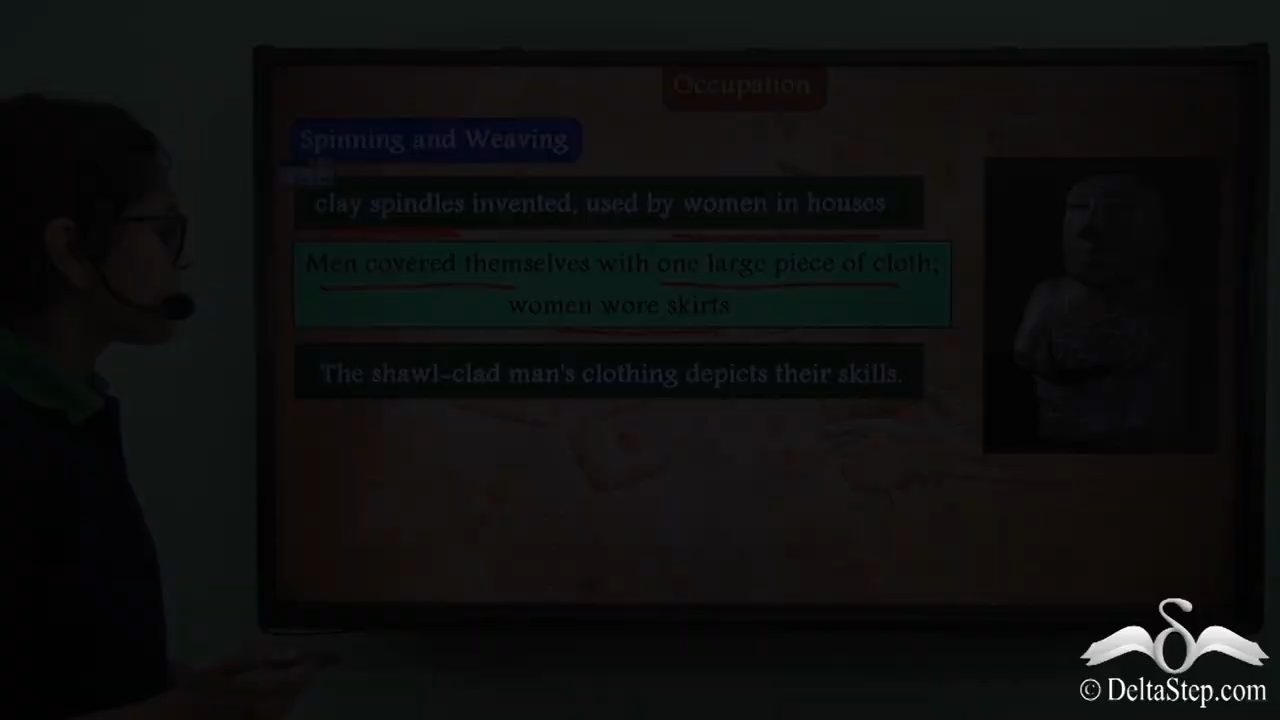 Occupation
Spinning and Weaving
clay spindles invented, used by women in houses
Men covered themselves with one large piece of cloth;
women wore skirts
The shawl-clad man's clothing depicts their skills.
© DeltaStep.com